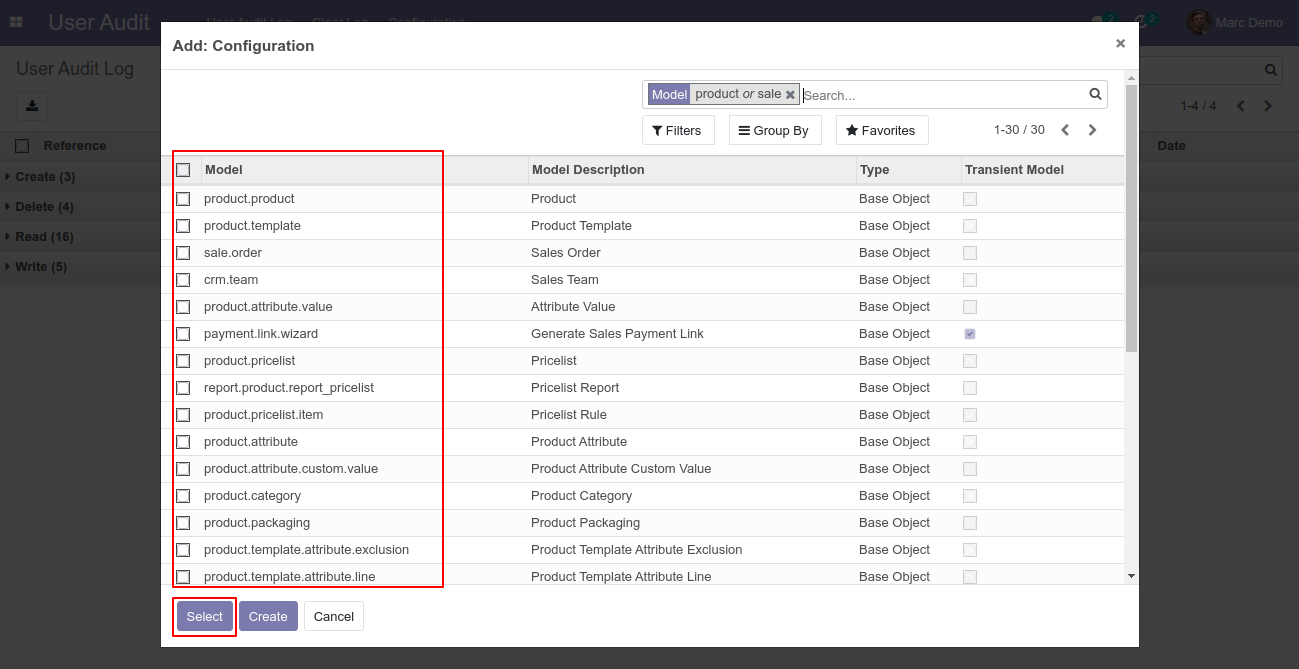 User Audit
User Audit Log Clear Log Configuration
2 2 Marc Demo
User Audit Log
1-4 / 4
Reference Date
Create (3)
Delete (4)
Read (16)
Write (5)
Add: Configuration ×
Model product or sale ✖ Search...
Filters Group By Favorites 1-30 / 30
Model Model Description Type Transient Model
product.product Product Base Object
product.template Product Template Base Object
sale.order Sales Order Base Object
crm.team Sales Team Base Object
product.attribute.value Attribute Value Base Object
payment.link.wizard Generate Sales Payment Link Base Object
product.pricelist Pricelist Base Object
report.product.report_pricelist Pricelist Report Base Object
product.pricelist.item Pricelist Rule Base Object
product.attribute Product Attribute Base Object
product.attribute.custom.value Product Attribute Custom Value Base Object
product.category Product Category Base Object
product.packaging Product Packaging Base Object
product.template.attribute.exclusion Product Template Attribute Exclusion Base Object
product.template.attribute.line Product Template Attribute Line Base Object
Select Create Cancel